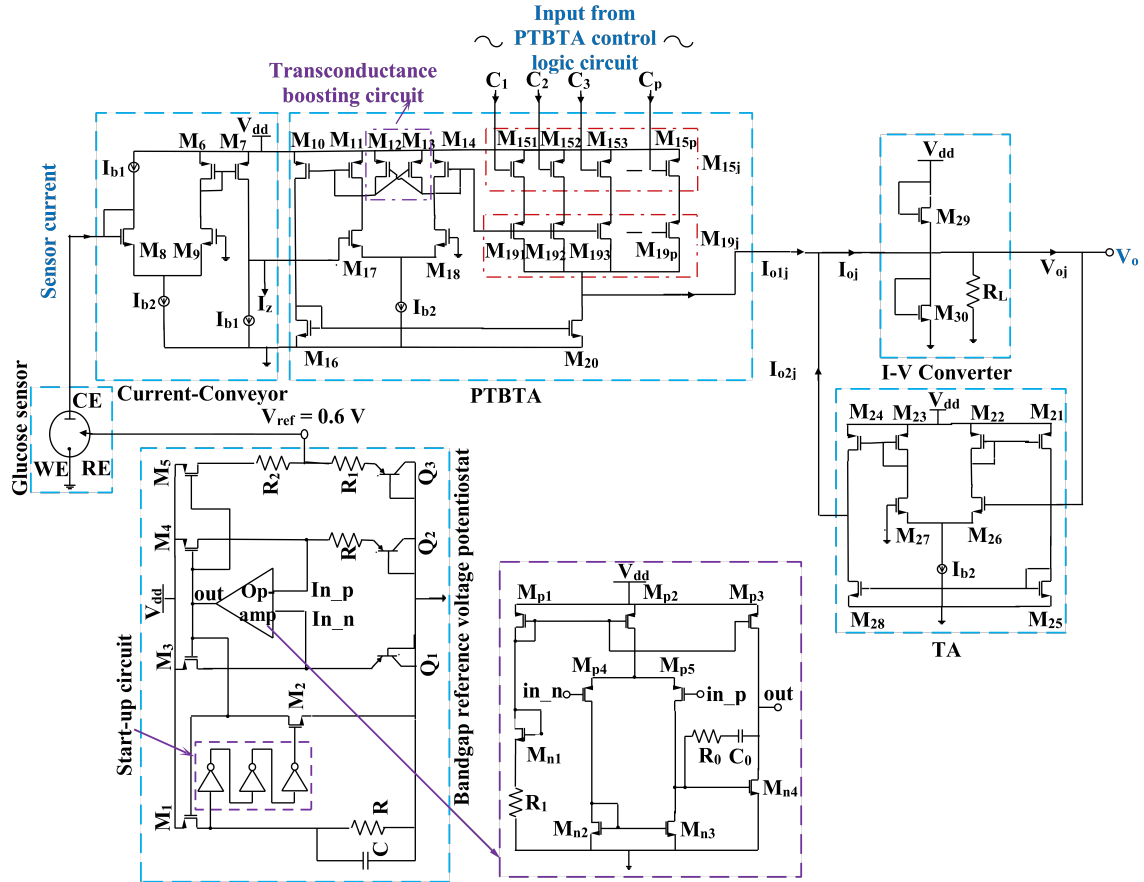 Input from
PTBTA control
logic circuit
Transconductance
boosting circuit
C1 C2 C3 Cp
Sensor current
Vdd
M6 M7 M10 M11 M12 M13 M14 M151 M152 M153 M15p
M15j
Ib1
M8 M9
M17 M18
M191 M192 M193 M19p
M19j
Ib2
Ib1
Iz
Ib2
M16 M20
Current-Conveyor
PTBTA
Io1j
Ioj
Vdd
M29
M30
RL
Voj
Vo
I-V Converter
Io2j
M24 M23 Vdd M22 M21
M27 M26
Ib2
M28 M25
TA
Glucose sensor
CE
WE RE
Vref = 0.6 V
M5 R2 R1 Q3
M4 R Q2
Vdd
out
Op-
amp
In_p
In_n
M3 Q1
M2
Start-up circuit
M1 R
C
Bandgap reference voltage potentiostat
Vdd
Mp1 Mp2 Mp3
Mp4 Mp5
in_n in_p out
Mn1
R0 C0
R1
Mn4
Mn2 Mn3